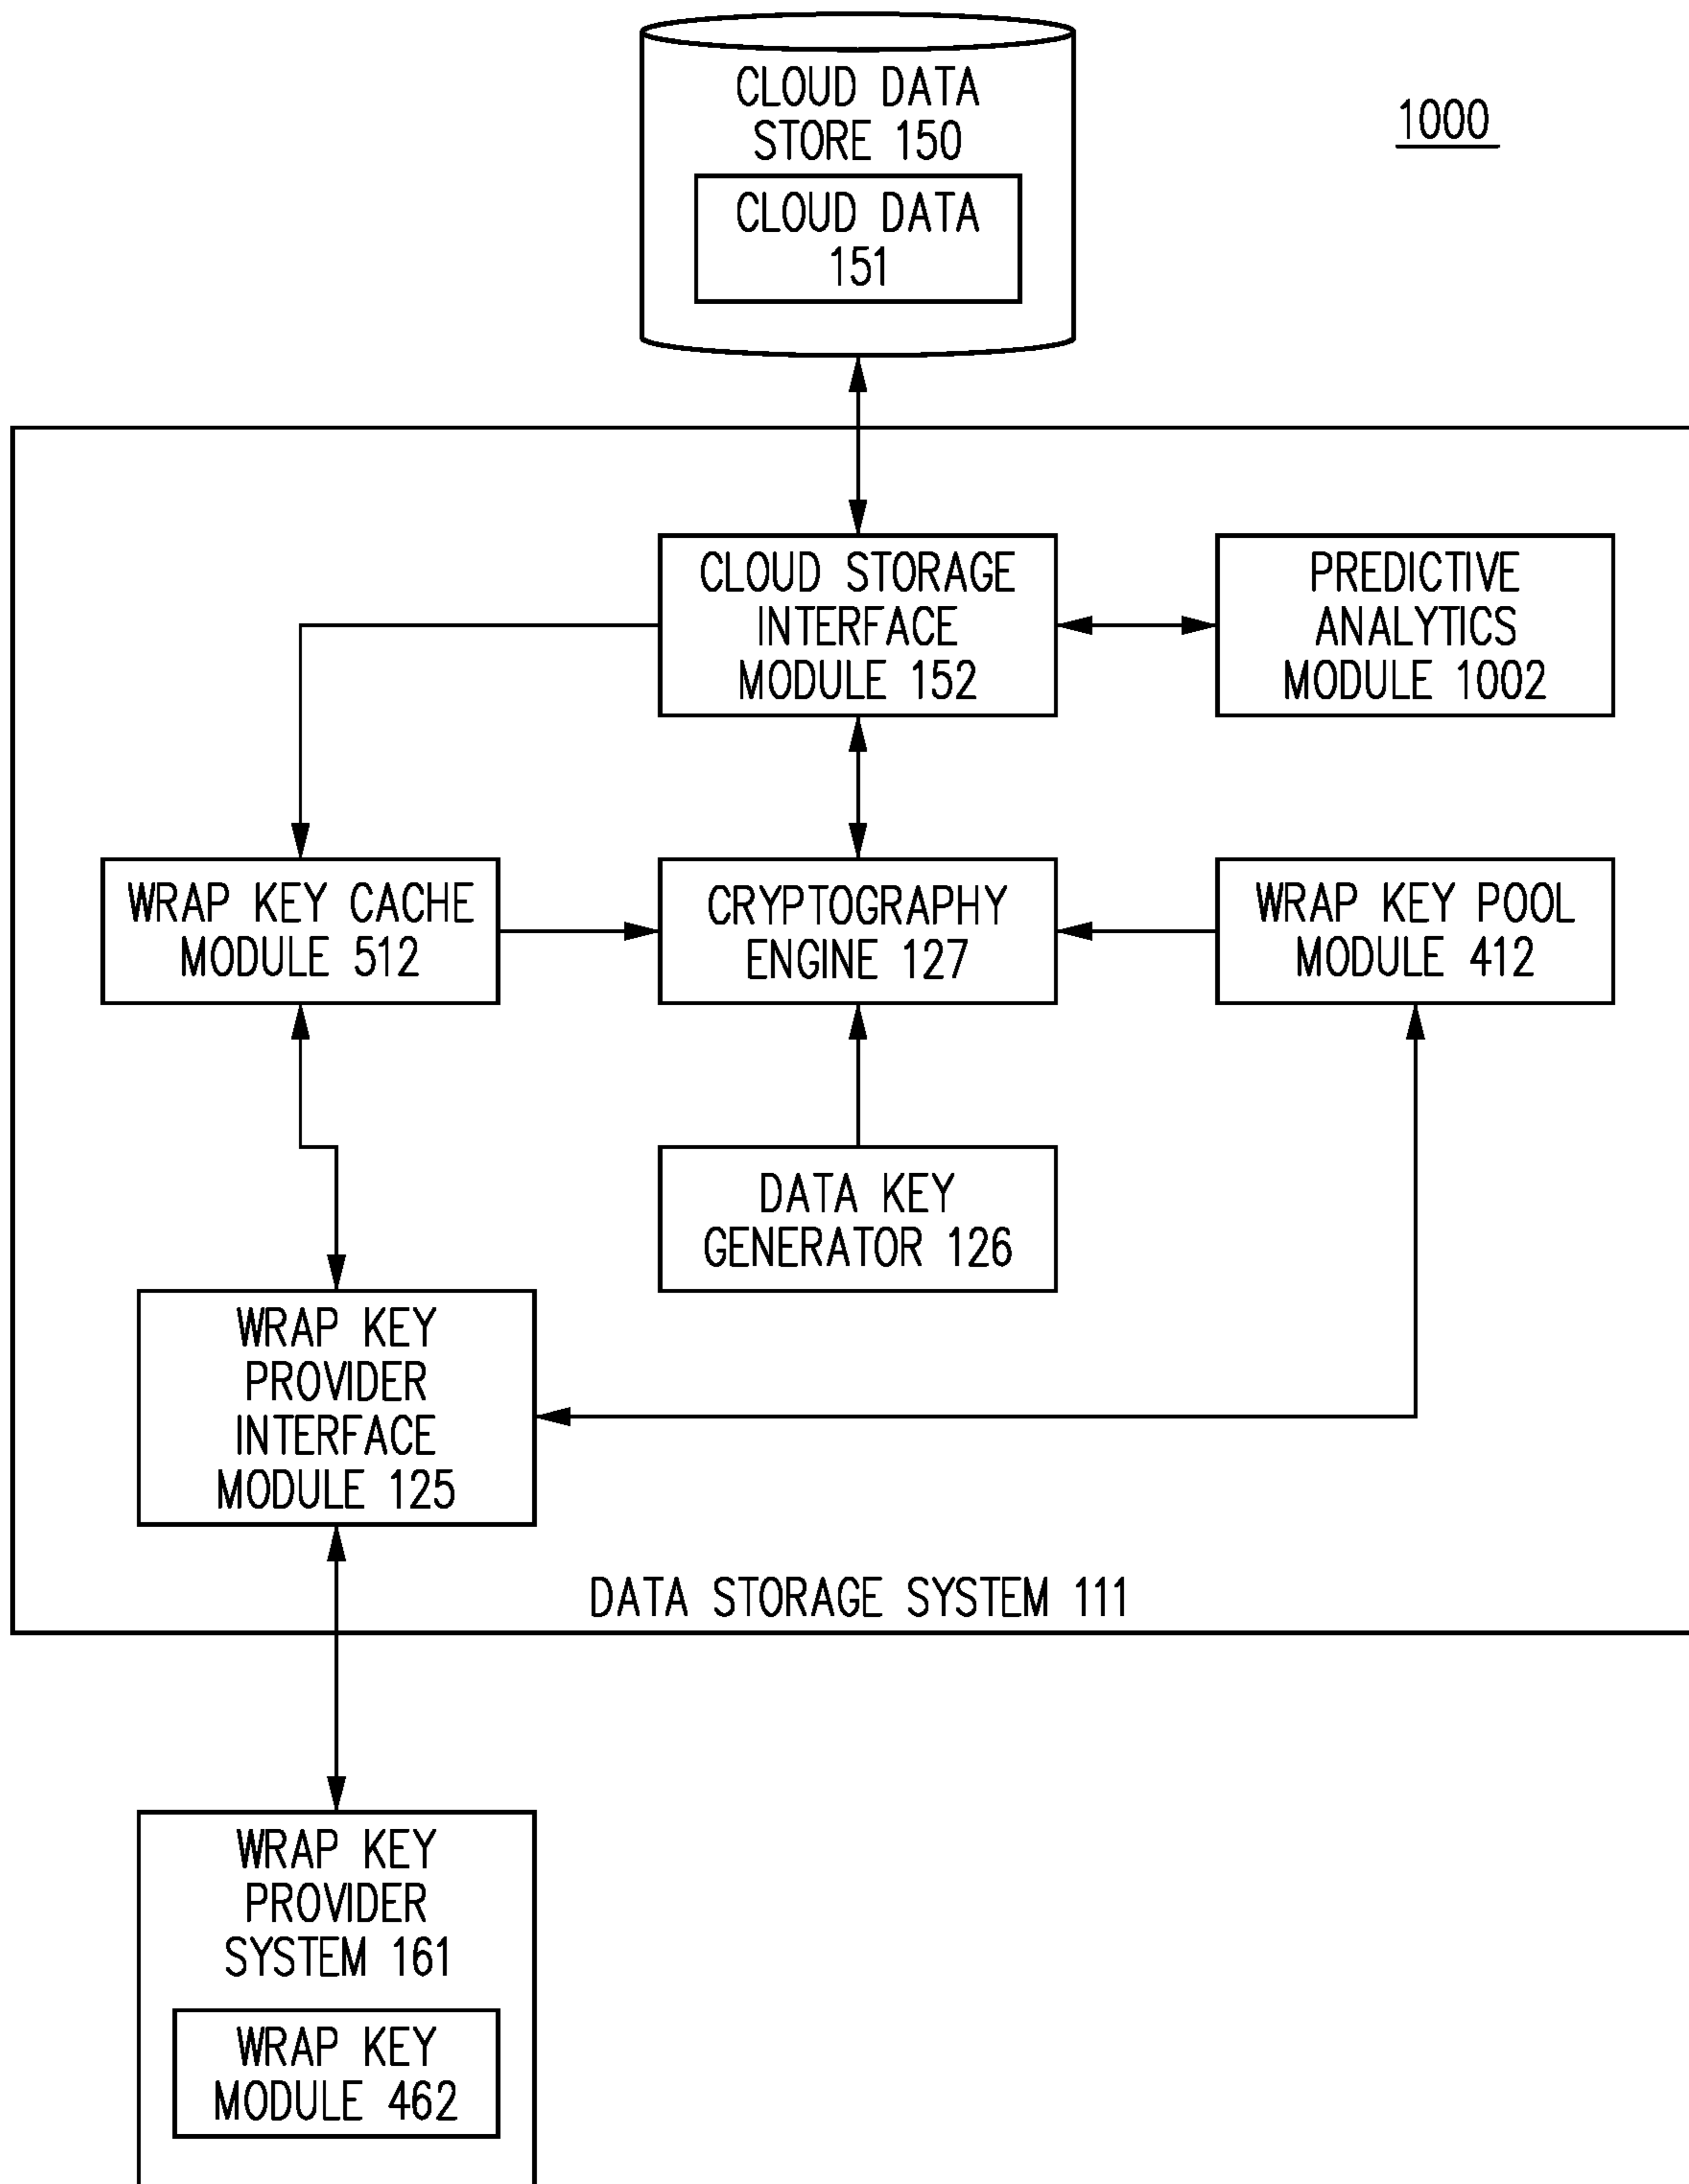 CLOUD DATA
STORE 150
CLOUD DATA
151
1000
CLOUD STORAGE
INTERFACE
MODULE 152
PREDICTIVE
ANALYTICS
MODULE 1002
WRAP KEY CACHE
MODULE 512
CRYPTOGRAPHY
ENGINE 127
WRAP KEY POOL
MODULE 412
DATA KEY
GENERATOR 126
WRAP KEY
PROVIDER
INTERFACE
MODULE 125
DATA STORAGE SYSTEM 111
WRAP KEY
PROVIDER
SYSTEM 161
WRAP KEY
MODULE 462